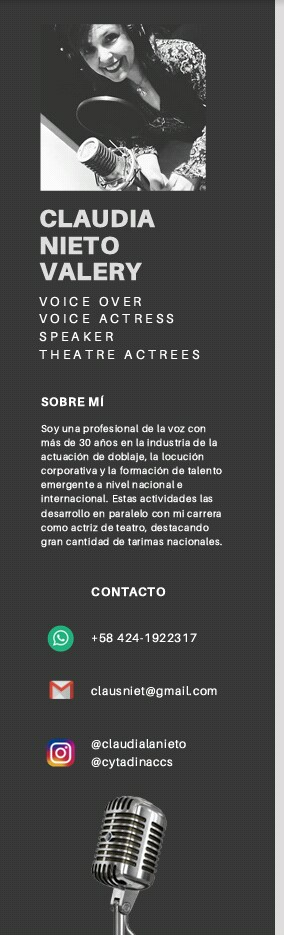 CLAUDIA
NIETO
VALERY
VOICE OVER
VOICE ACTRESS
SPEAKER
THEATRE ACTREES
SOBRE MÍ
Soy una profesional de la voz con
más de 30 años en la industria de la
actuación de doblaje, la locución
corporativa y la formación de talento
emergente a nivel nacional e
internacional. Estas actividades las
desarrollo en paralelo con mi carrera
como actriz de teatro, destacando
gran cantidad de tarimas nacionales.
CONTACTO
+58 424-1922317
clausniet@gmail.com
@claudialanieto
@cytadinaccs